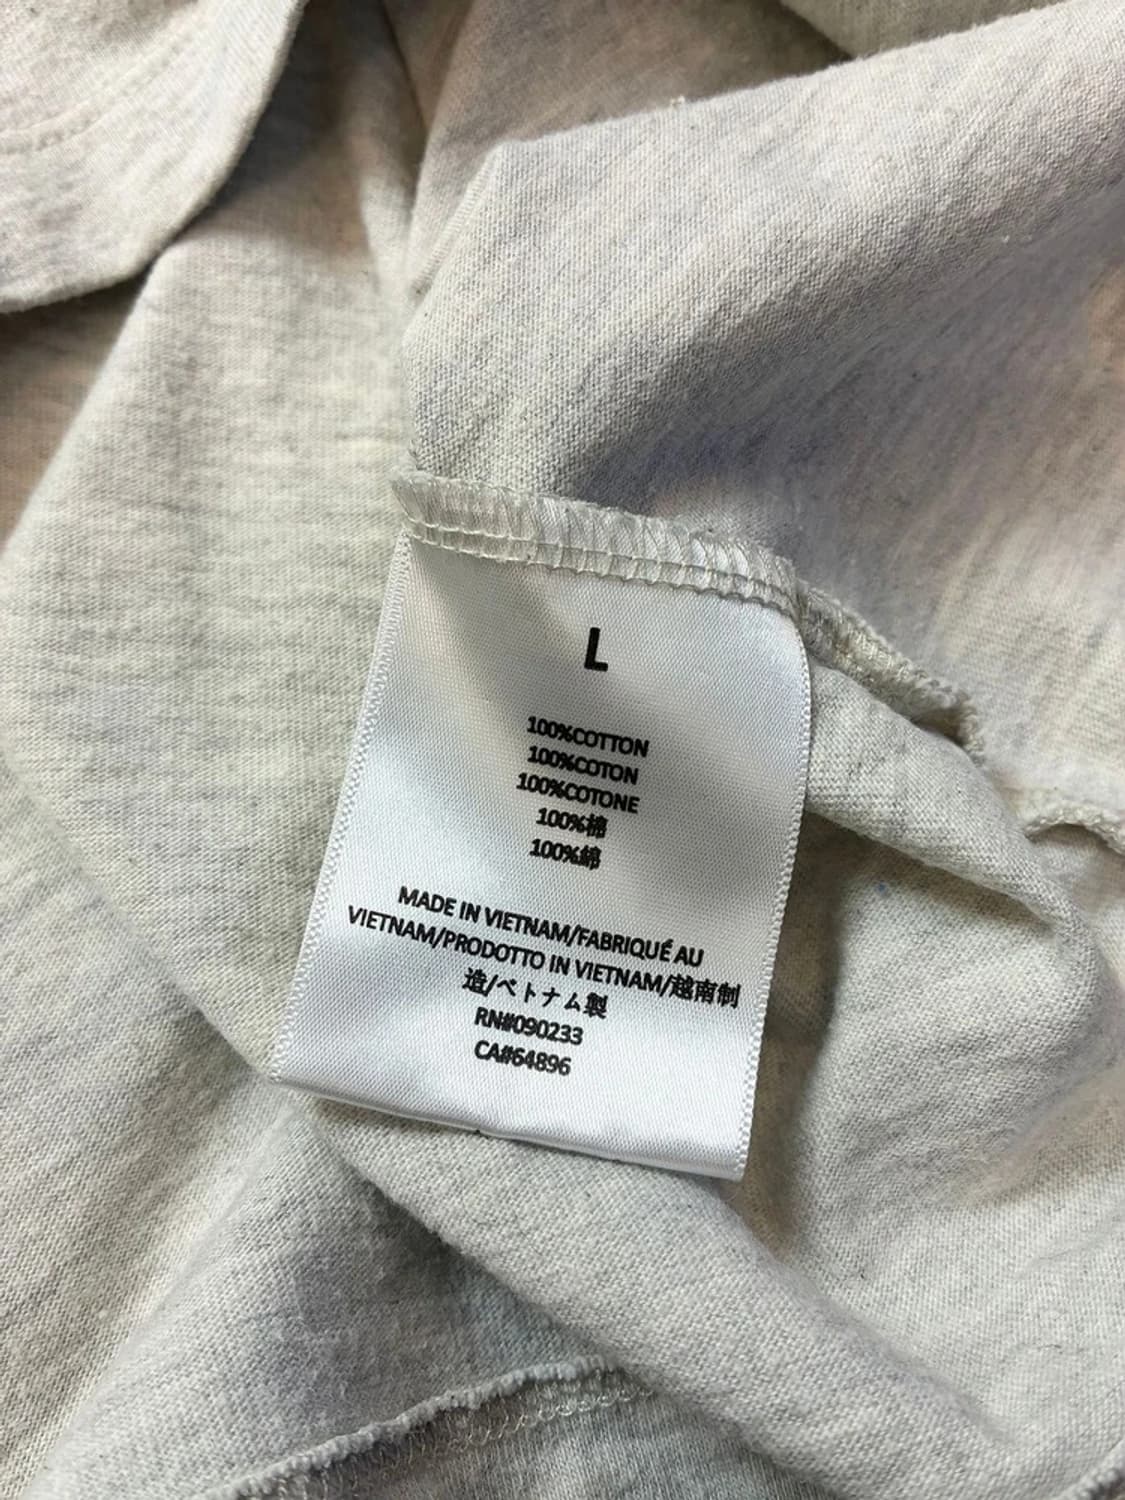 L
100%COTTON
100%COTON
100%COTONE
100%棉
100%綿
MADE IN VIETNAM/FABRIQUÉ AU
VIETNAM/PRODOTTO IN VIETNAM/越南制
造/ベトナム製
RN#090233
CA#64896